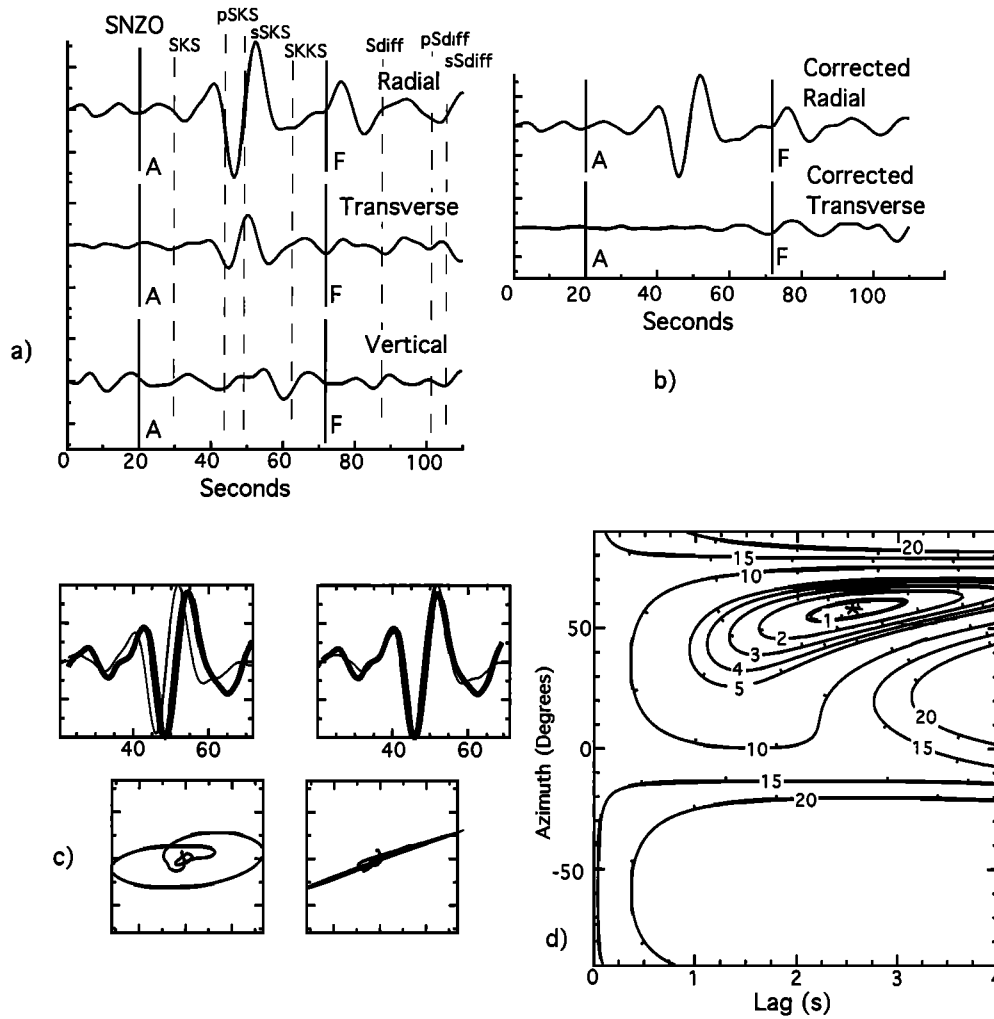 SNZO
SKS
pSKS
sSKS
SKKS
Sdiff
pSdiff
sSdiff
Radial
A
F
Transverse
A
F
Vertical
A
F
a)
0 20 40 60 80 100
Seconds
Corrected
Radial
A
F
Corrected
Transverse
A
F
0 20 40 60 80 100
Seconds
b)
40 60
40 60
c)
20
15
10
1
2
3
4
5
10
20
15
15
20
50
0
-50
Azimuth (Degrees)
d)
0 1 2 3 4
Lag (s)